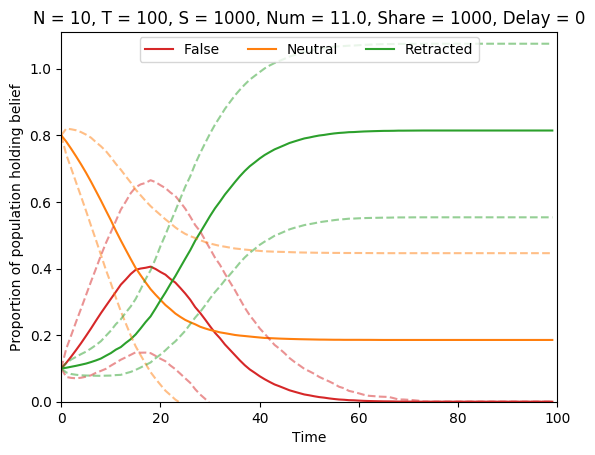 N = 10, T = 100, S = 1000, Num = 11.0, Share = 1000, Delay = 0
False Neutral Retracted
Proportion of population holding belief
1.0
0.8
0.6
0.4
0.2
0.0
0 20 40 60 80 100
Time